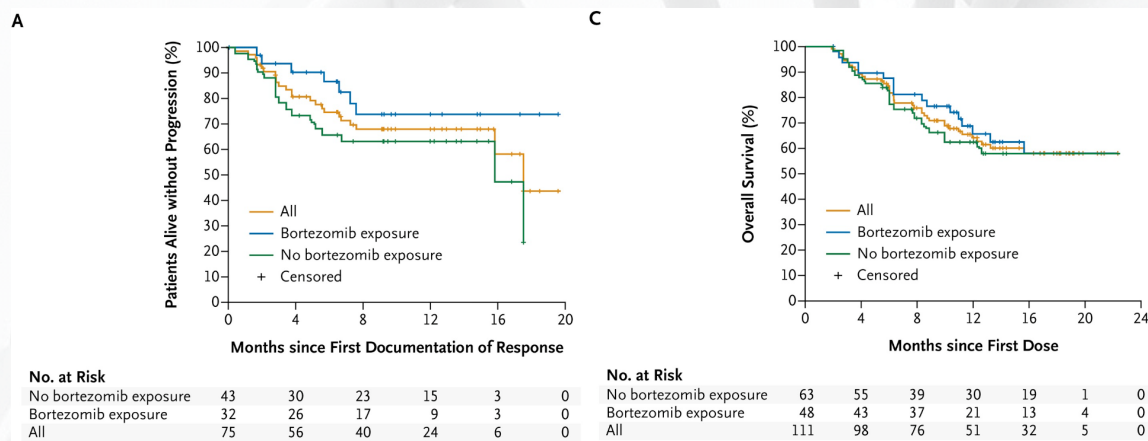 A
Patients Alive without Progression (%)
100
90
80
70
60
50
40
30
20
10
0
All
Bortezomib exposure
No bortezomib exposure
Censored
0 4 8 12 16 20
Months since First Documentation of Response
No. at Risk
No bortezomib exposure 43 30 23 15 3 0
Bortezomib exposure 32 26 17 9 3 0
All 75 56 40 24 6 0
C
Overall Survival (%)
100
90
80
70
60
50
40
30
20
10
0
All
Bortezomib exposure
No bortezomib exposure
Censored
0 4 8 12 16 20 24
Months since First Dose
No. at Risk
No bortezomib exposure 63 55 39 30 19 1 0
Bortezomib exposure 48 43 37 21 13 4 0
All 111 98 76 51 32 5 0